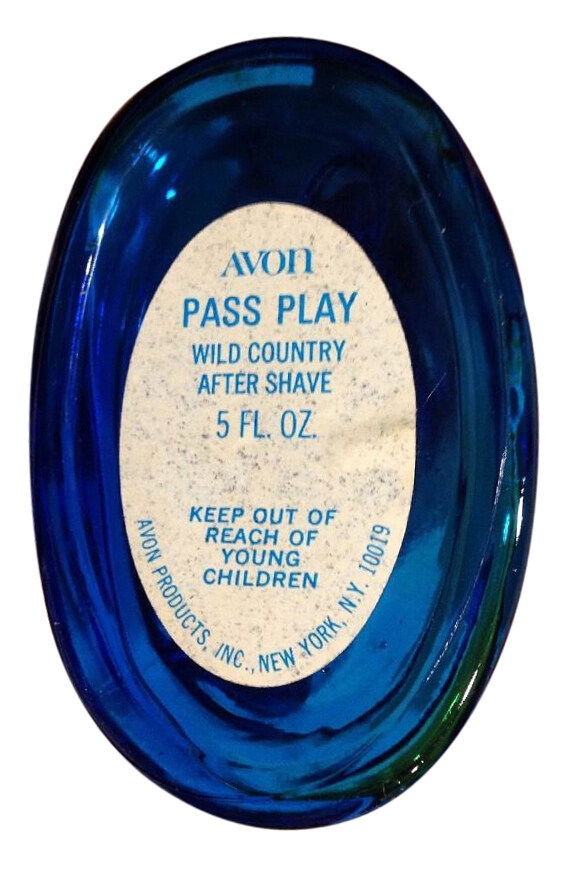 AVON
PASS PLAY
WILD COUNTRY
AFTER SHAVE
5 FL. OZ.
KEEP OUT OF
REACH OF
YOUNG
CHILDREN
AVON PRODUCTS, INC., NEW YORK, N.Y. 10019